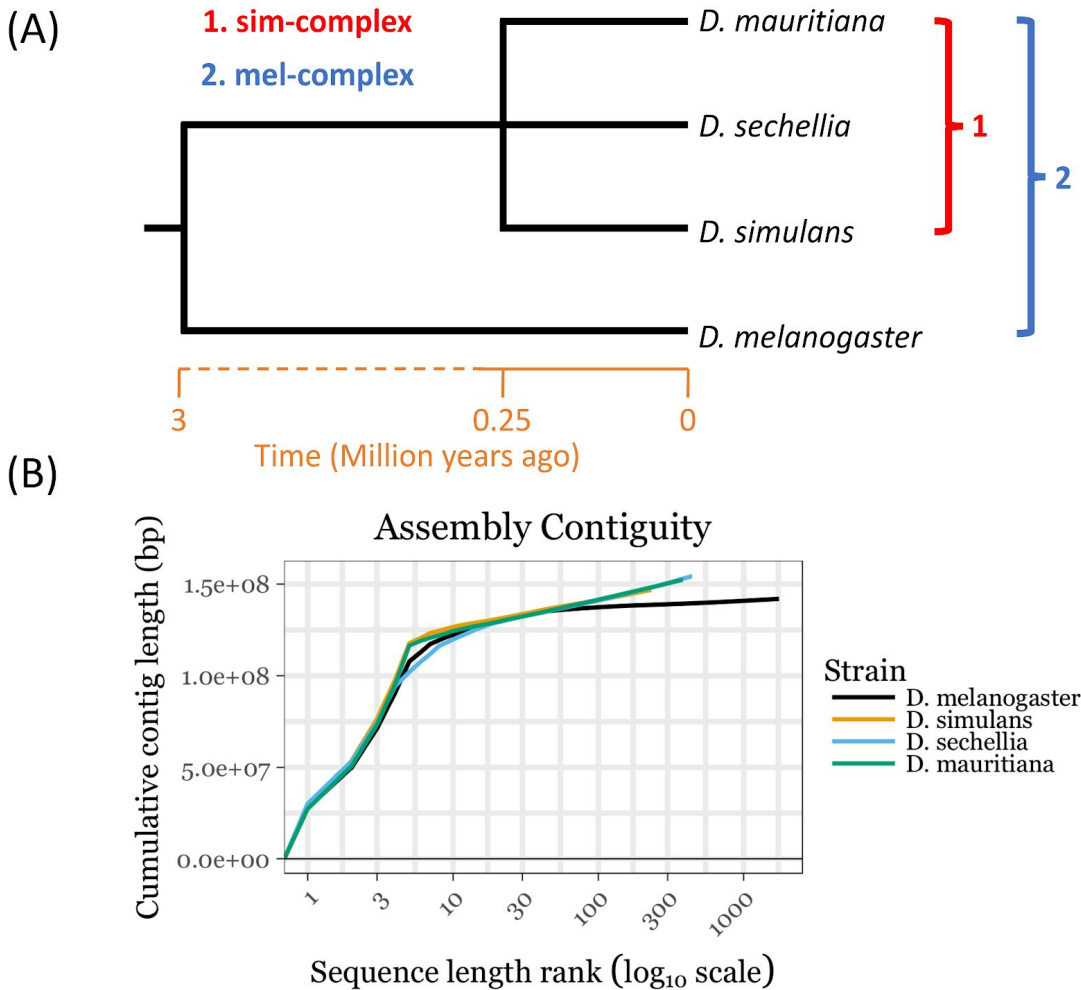 (A)
1. sim-complex
2. mel-complex
D. mauritiana
D. sechellia
D. simulans
D. melanogaster
1
2
3
0.25
0
Time (Million years ago)
(B)
Assembly Contiguity
Cumulative contig length (bp)
1.5e+08
1.0e+08
5.0e+07
0.0e+00
1
3
10
30
100
300
1000
Sequence length rank (log₁₀ scale)
Strain
D. melanogaster
D. simulans
D. sechellia
D. mauritiana